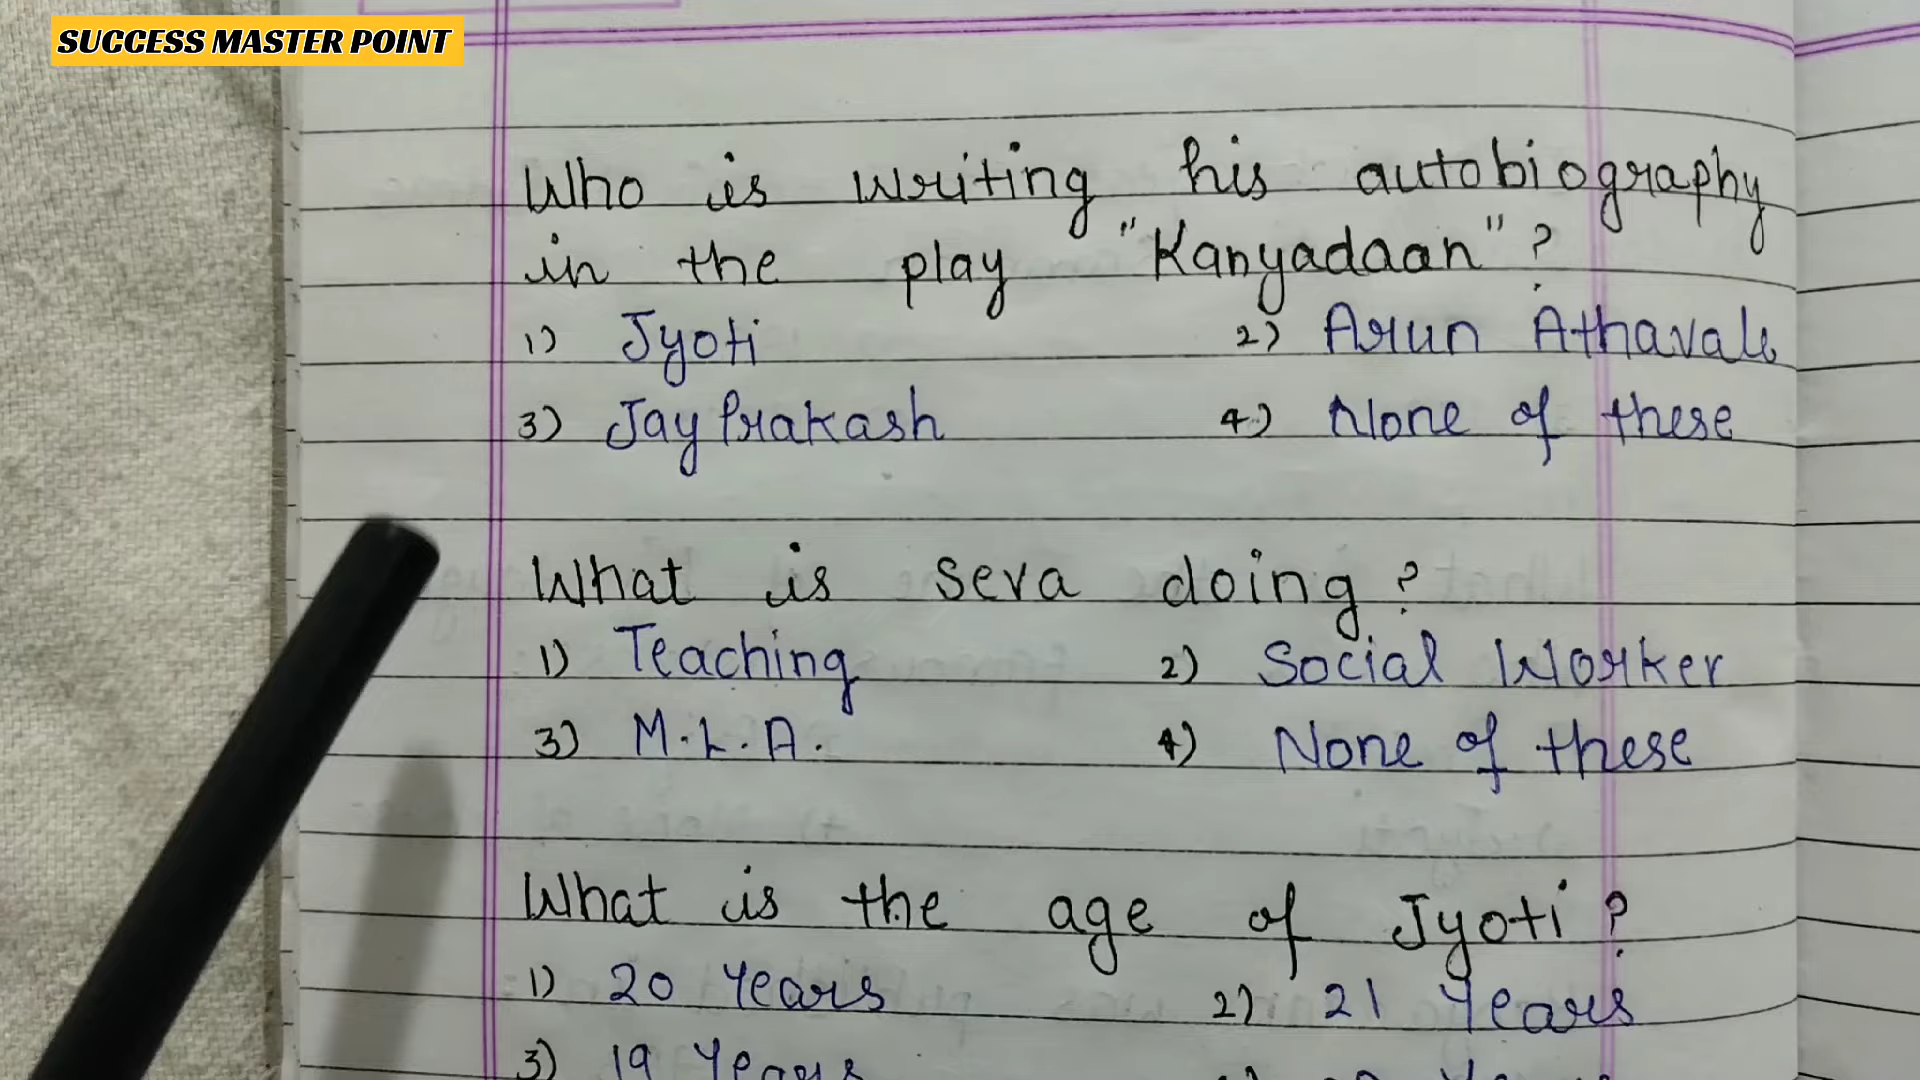 SUCCESS MASTER POINT
Who is writing his autobiography
in the play "Kanyadaan"?
1) Jyoti 2) Arun Athavale
3) Jay Prakash 4) None of these
What is seva doing?
1) Teaching 2) Social Worker
3) M.L.A. 4) None of these
What is the age of Jyoti?
1) 20 Years 2) 21 Years
3) 19 Years